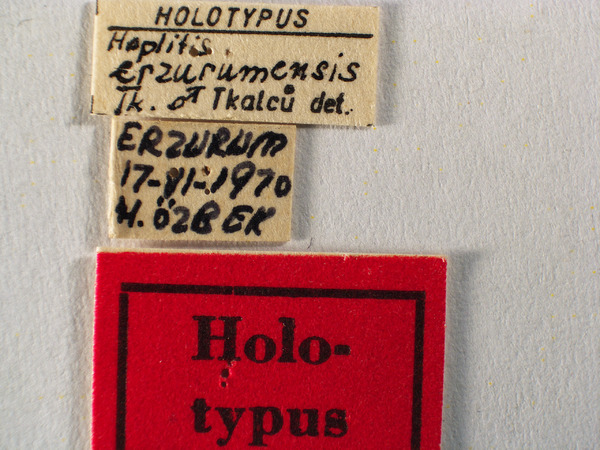 HOLOTYPUS
Hoplitis
erzurumensis
Tk. ♂ Tkalců det.
ERZURUM
17-VI-1970
H. ÖZBEK
Holo-
typus